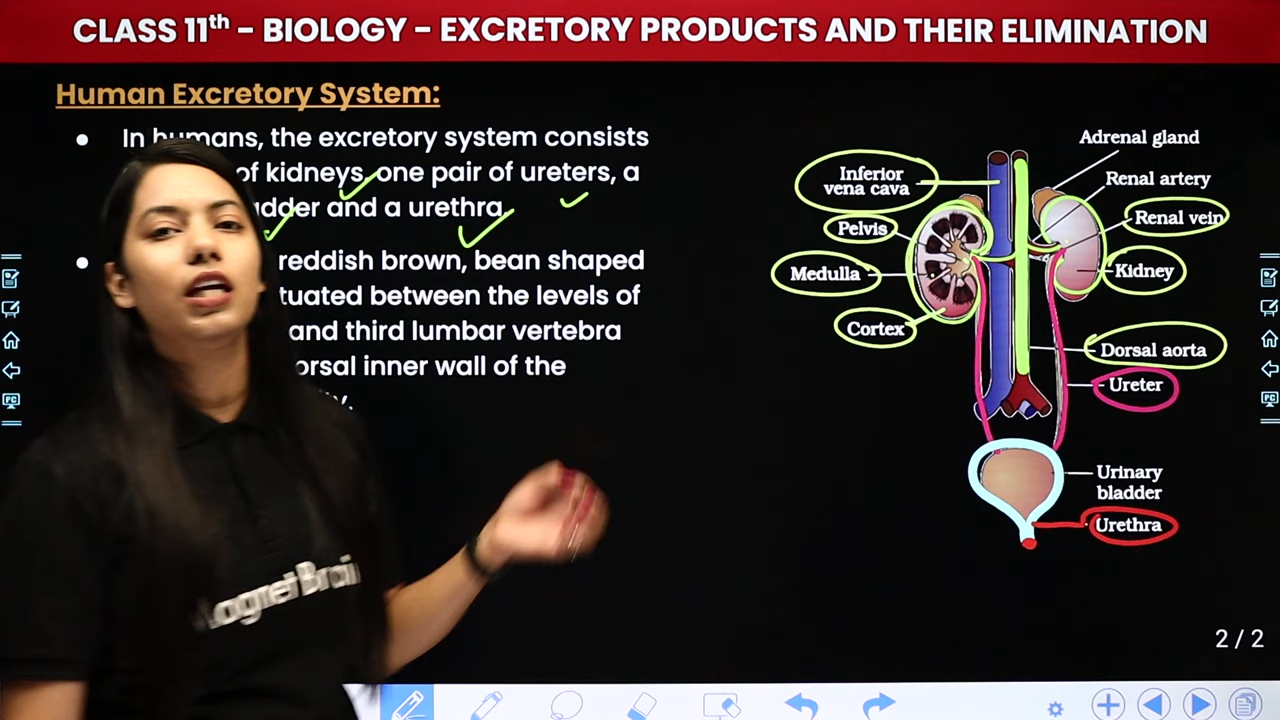 CLASS 11th – BIOLOGY – EXCRETORY PRODUCTS AND THEIR ELIMINATION
Human Excretory System:
In humans, the excretory system consists
of kidneys, one pair of ureters, a
and a urethra.
reddish brown, bean shaped
between the levels of
and third lumbar vertebra
inner wall of the
Adrenal gland
Inferior
vena cava
Renal artery
Renal vein
Pelvis
Medulla
Kidney
Cortex
Dorsal aorta
Ureter
Urinary
bladder
Urethra
2 / 2
PC
PC